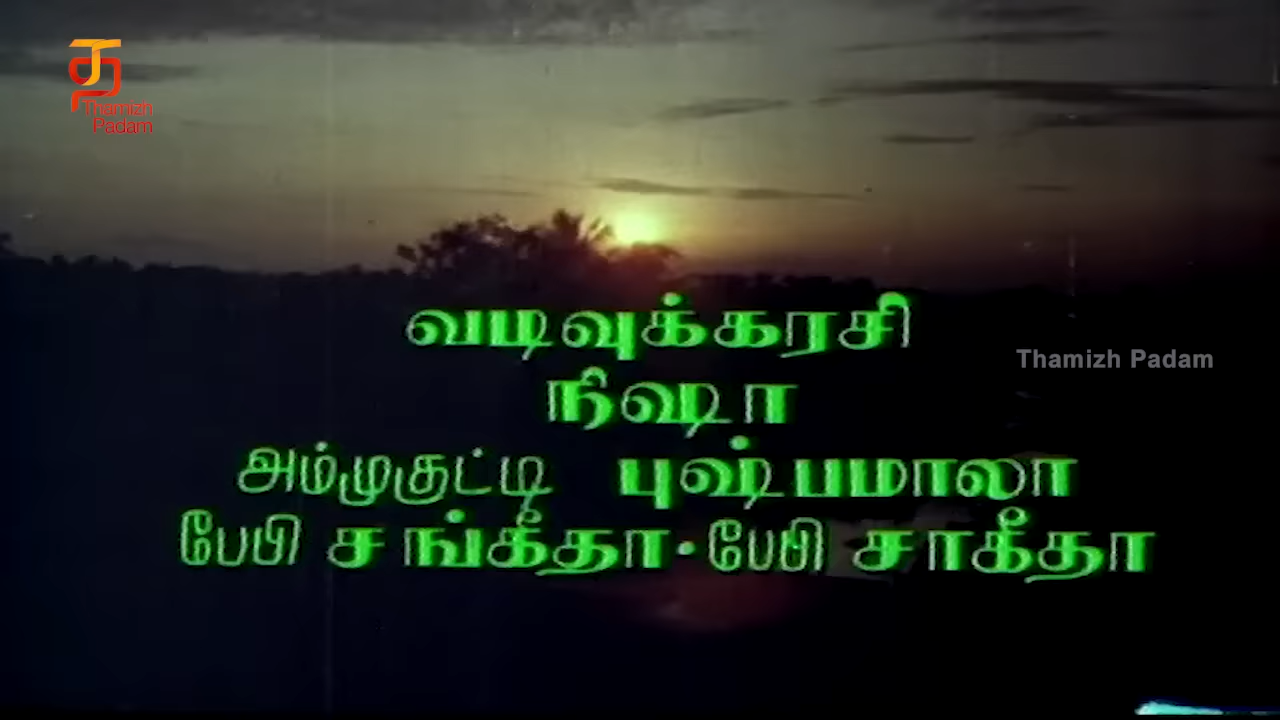 Thamizh
Padam
வடிவுக்கரசி
Thamizh Padam
நிஷா
அம்முகுட்டி புஷ்பமாலா
பேபி சங்கீதா· பேபி சாகீதா